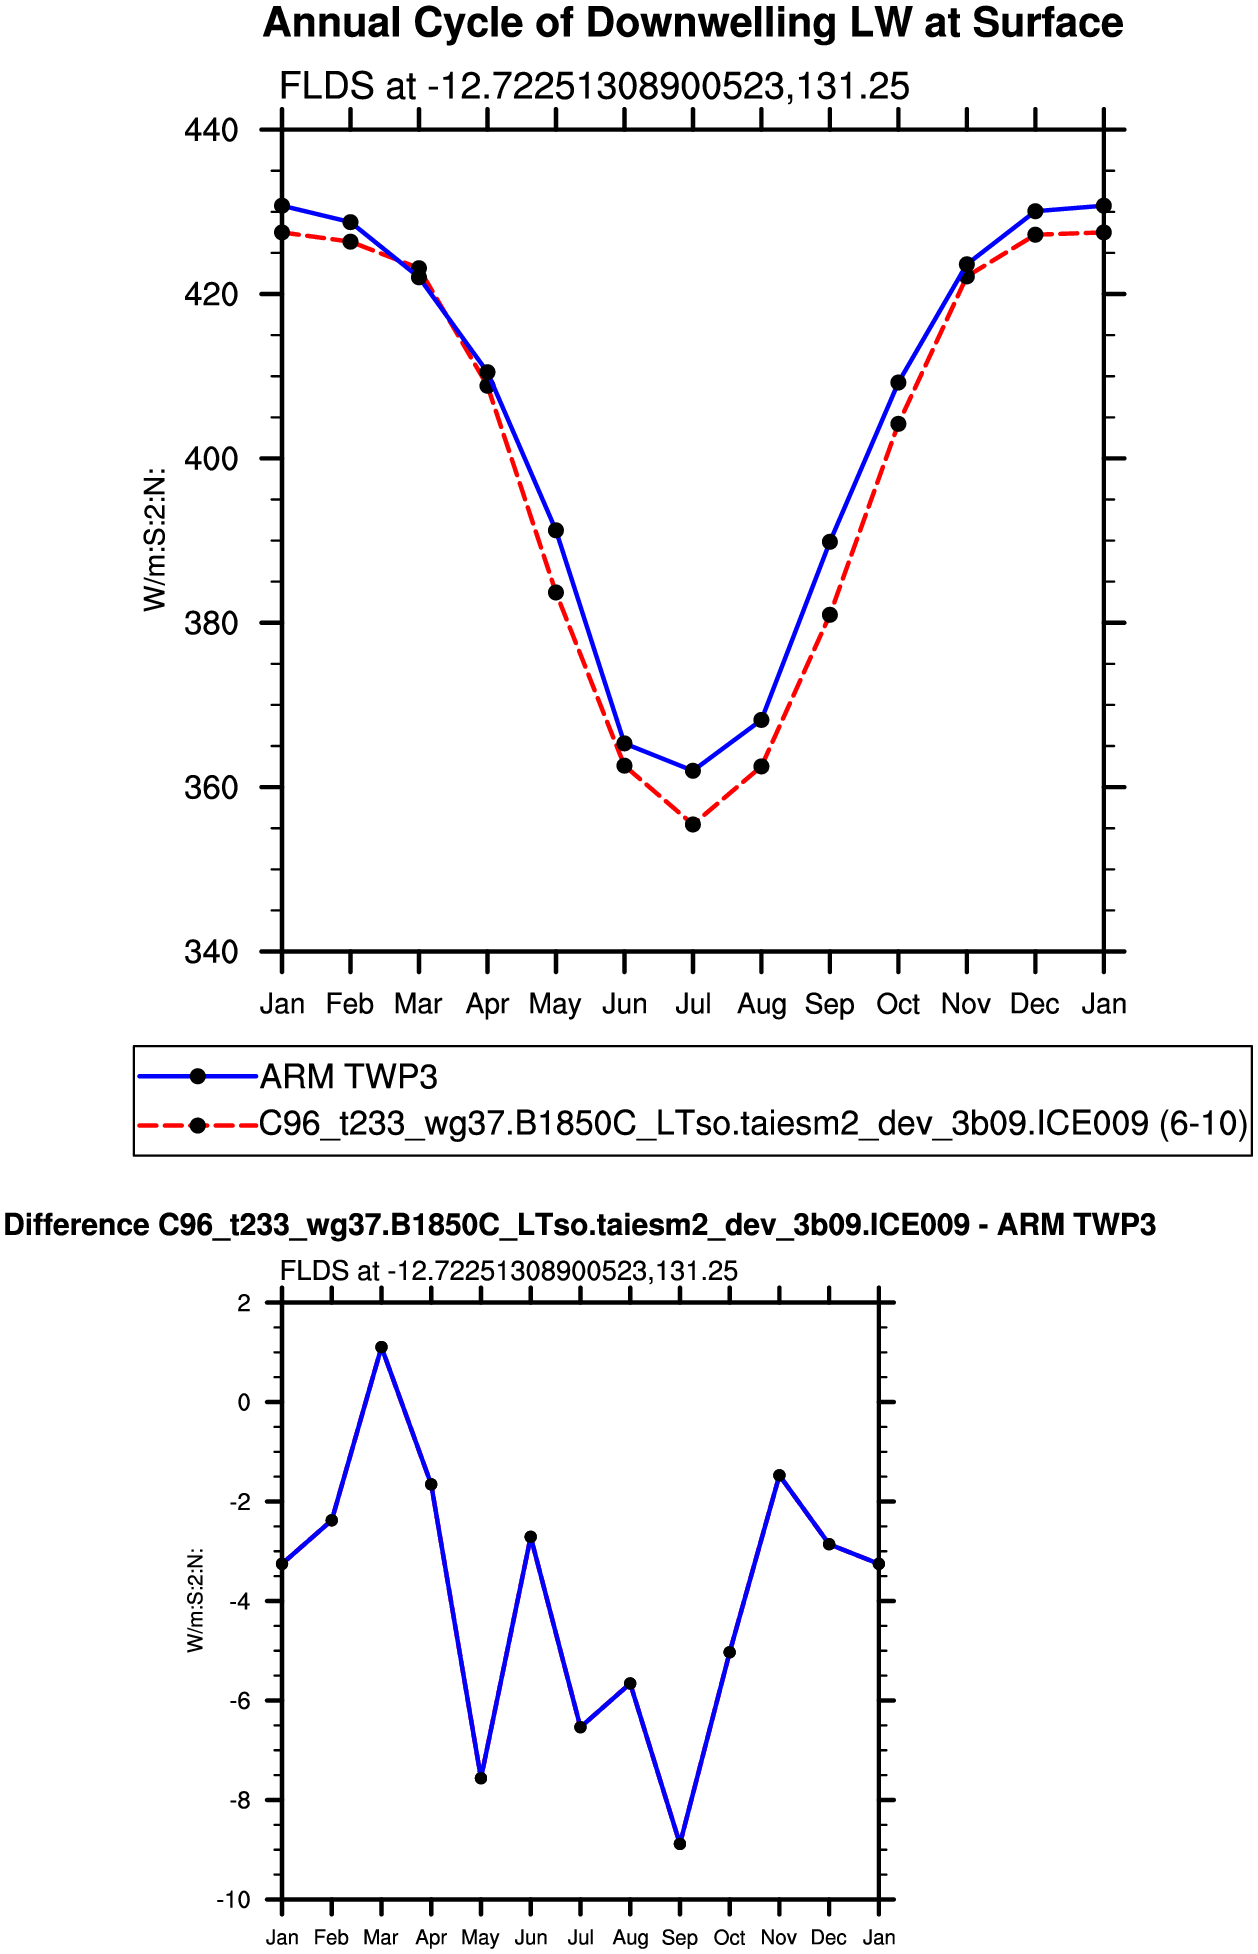 Annual Cycle of Downwelling LW at Surface
FLDS at -12.72251308900523,131.25
440
420
400
380
360
340
W/m:S:2:N:
Jan Feb Mar Apr May Jun Jul Aug Sep Oct Nov Dec Jan
ARM TWP3
C96_t233_wg37.B1850C_LTso.taiesm2_dev_3b09.ICE009 (6-10)
Difference C96_t233_wg37.B1850C_LTso.taiesm2_dev_3b09.ICE009 - ARM TWP3
FLDS at -12.72251308900523,131.25
2
0
-2
-4
-6
-8
-10
W/m:S:2:N:
Jan Feb Mar Apr May Jun Jul Aug Sep Oct Nov Dec Jan